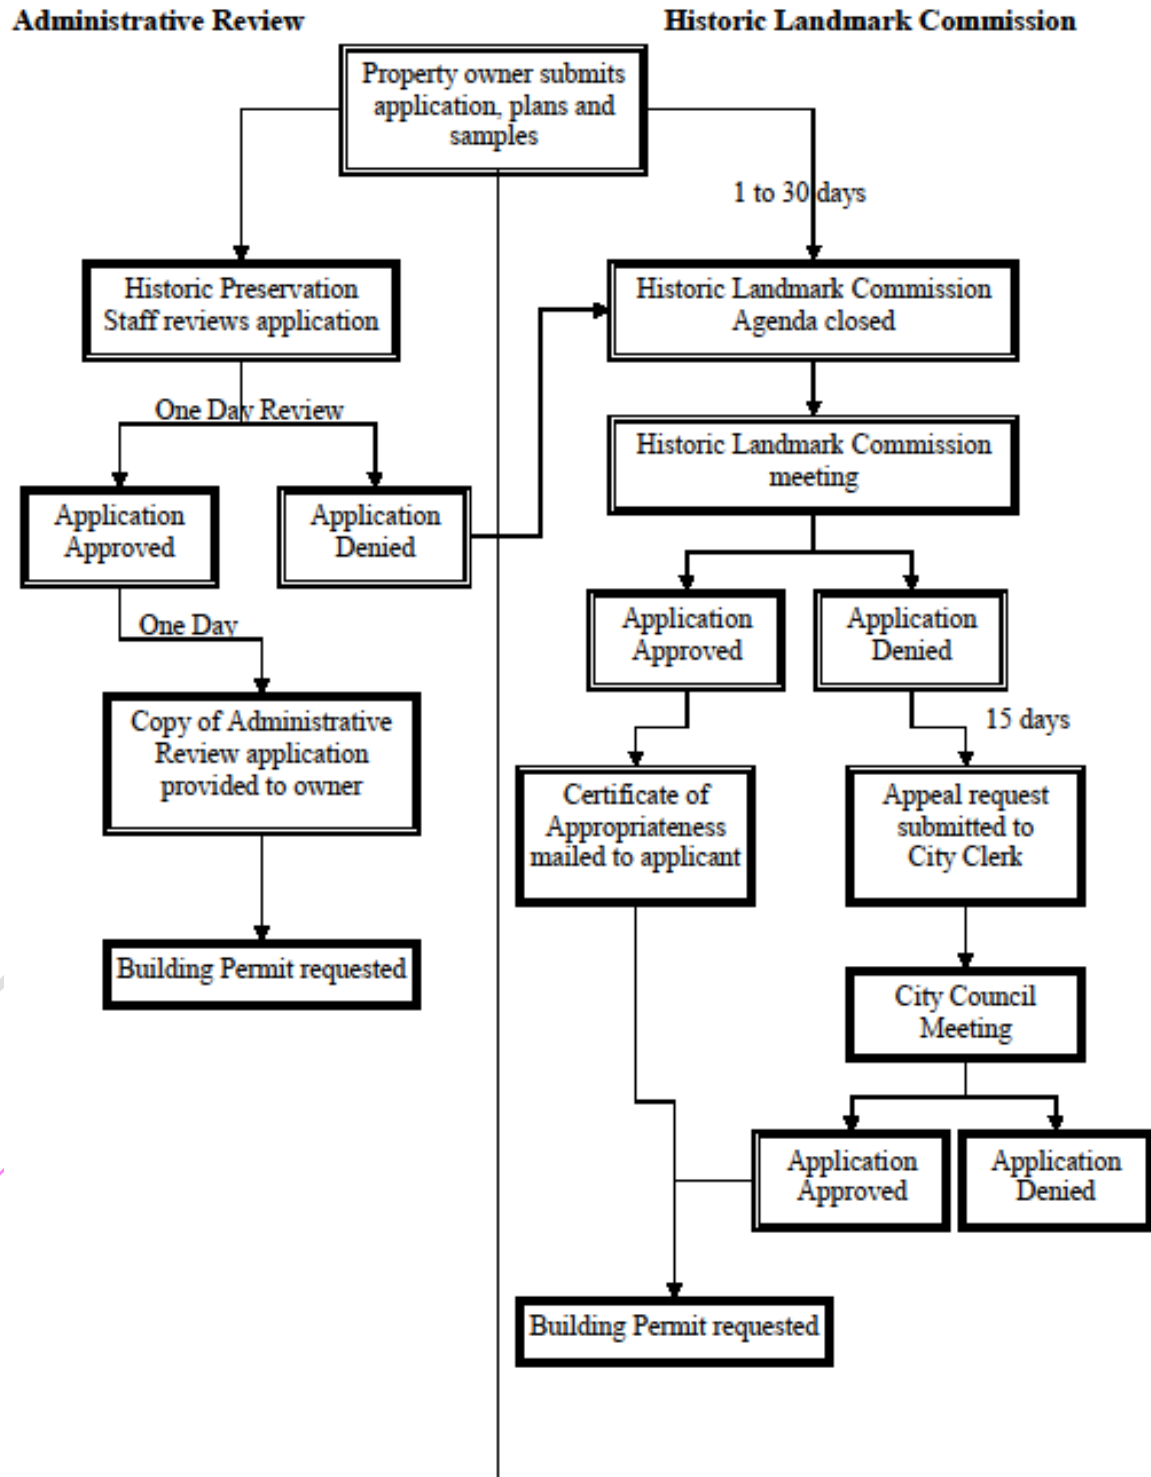 Administrative Review
Historic Landmark Commission
Property owner submits
application, plans and
samples
1 to 30 days
Historic Preservation
Staff reviews application
Historic Landmark Commission
Agenda closed
One Day Review
Historic Landmark Commission
meeting
Application
Approved
Application
Denied
Application
Approved
Application
Denied
One Day
Copy of Administrative
Review application
provided to owner
15 days
Certificate of
Appropriateness
mailed to applicant
Appeal request
submitted to
City Clerk
Building Permit requested
City Council
Meeting
Application
Approved
Application
Denied
Building Permit requested